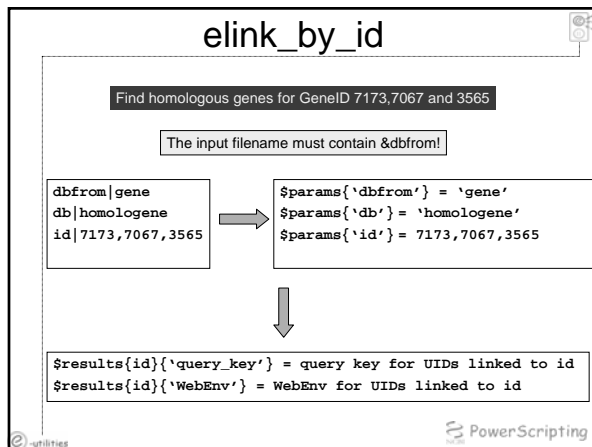 elink_by_id
Find homologous genes for GeneID 7173,7067 and 3565
The input filename must contain &dbfrom!
dbfrom|gene
db|homologene
id|7173,7067,3565
$params{‘dbfrom’} = ‘gene’
$params{‘db’} = ‘homologene’
$params{‘id’} = 7173,7067,3565
$results{id}{‘query_key’} = query key for UIDs linked to id
$results{id}{‘WebEnv’} = WebEnv for UIDs linked to id
e -utilities
PowerScripting